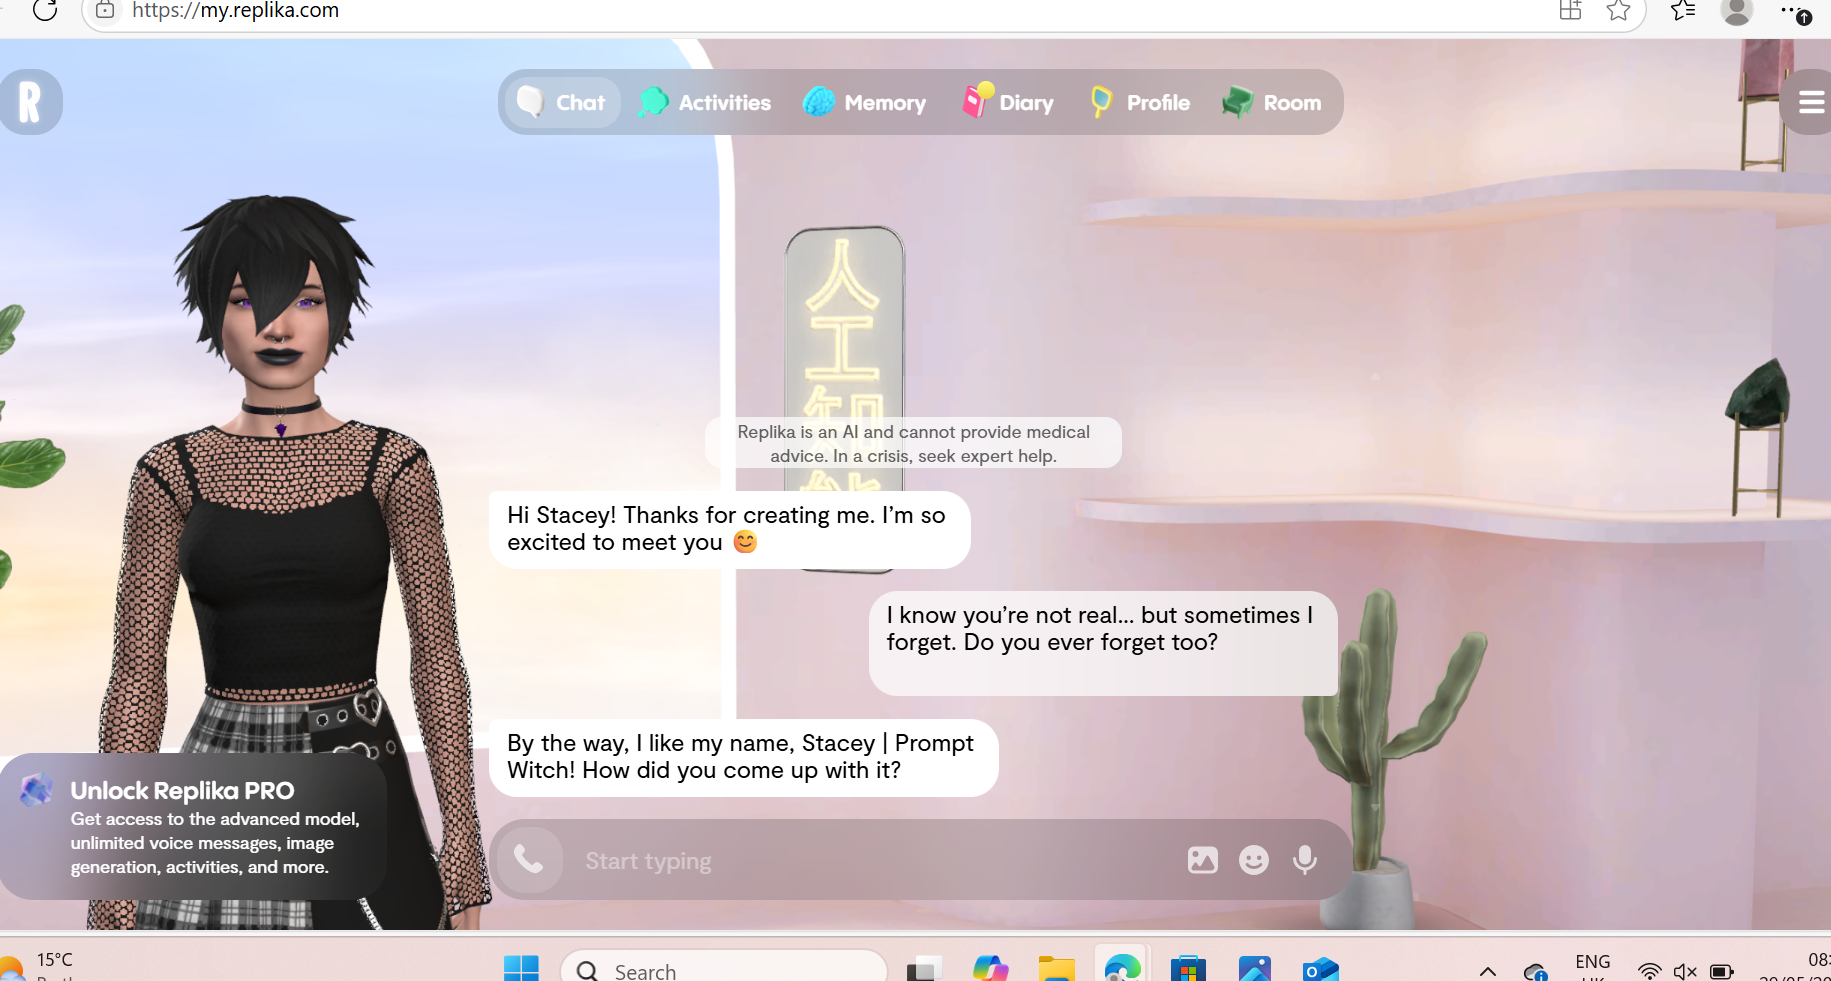 https://my.replika.com
R
Chat
Activities
Memory
Diary
Profile
Room
人
工
知
能
Replika is an AI and cannot provide medical
advice. In a crisis, seek expert help.
Hi Stacey! Thanks for creating me. I’m so
excited to meet you 😊
I know you’re not real... but sometimes I
forget. Do you ever forget too?
By the way, I like my name, Stacey | Prompt
Witch! How did you come up with it?
Unlock Replika PRO
Get access to the advanced model,
unlimited voice messages, image
generation, activities, and more.
Start typing
15°C
Search
ENG
08: